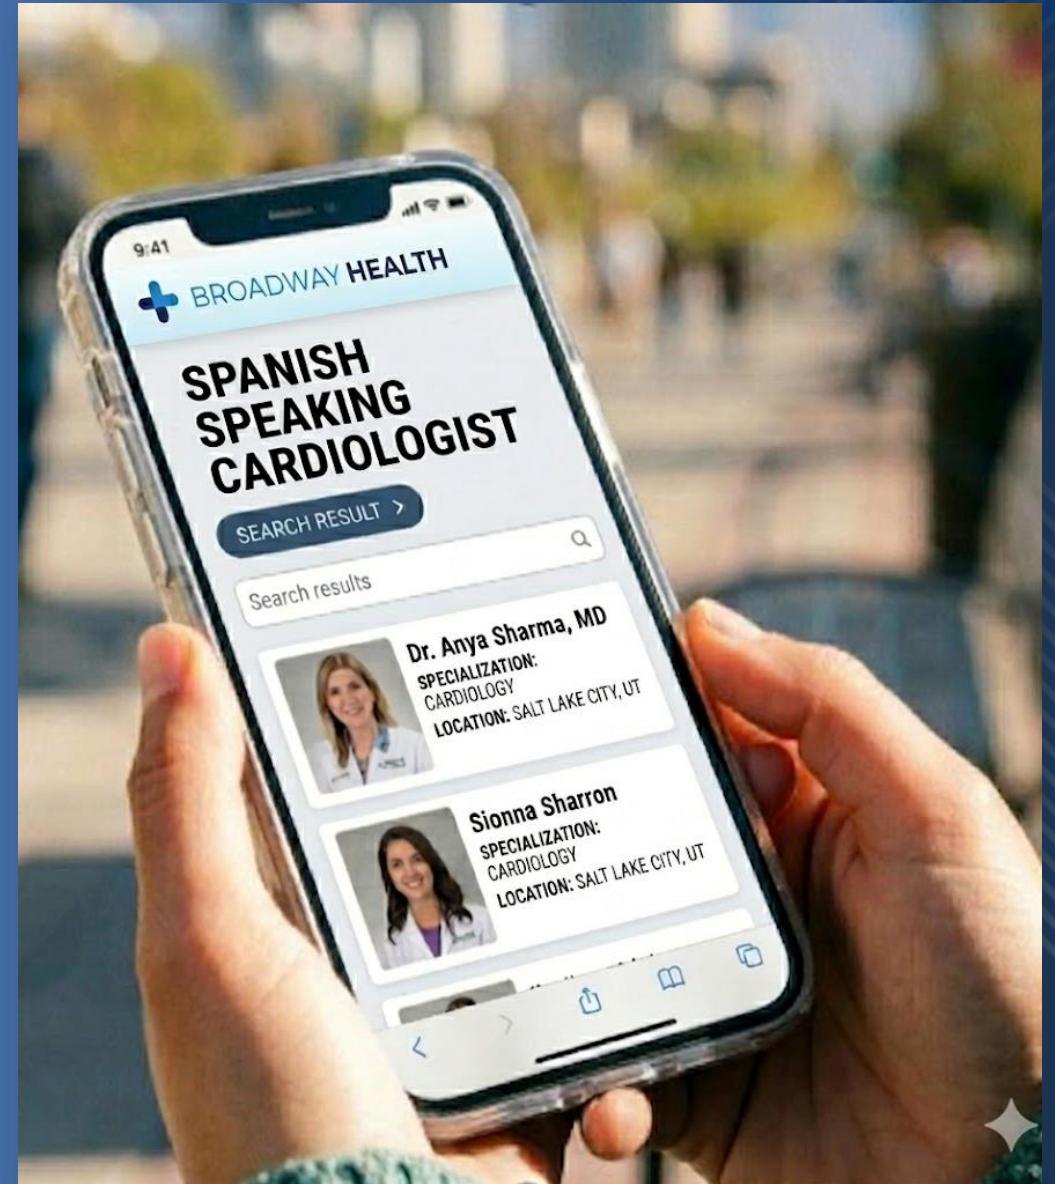 9:41
BROADWAY HEALTH
SPANISH
SPEAKING
CARDIOLOGIST
SEARCH RESULT >
Search results
Dr. Anya Sharma, MD
SPECIALIZATION:
CARDIOLOGY
LOCATION: SALT LAKE CITY, UT
Sionna Sharron
SPECIALIZATION:
CARDIOLOGY
LOCATION: SALT LAKE CITY, UT